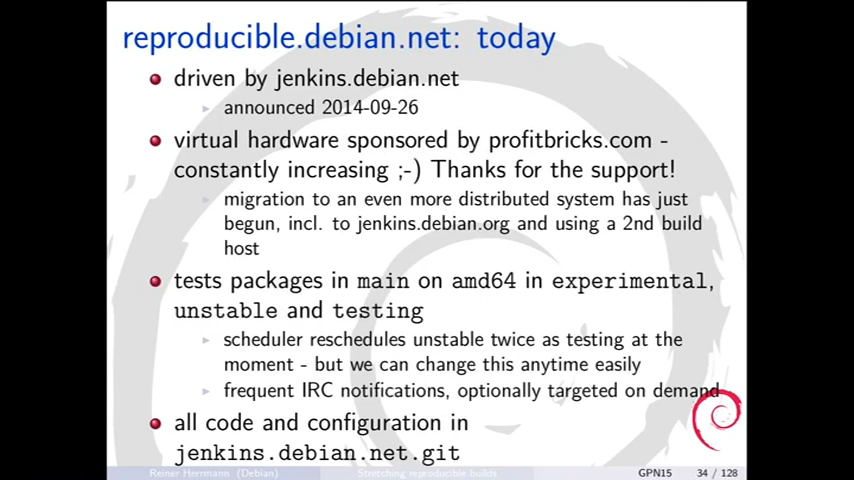 reproducible.debian.net: today
driven by jenkins.debian.net
announced 2014-09-26
virtual hardware sponsored by profitbricks.com -
constantly increasing ;-) Thanks for the support!
migration to an even more distributed system has just
begun, incl. to jenkins.debian.org and using a 2nd build
host
tests packages in main on amd64 in experimental,
unstable and testing
scheduler reschedules unstable twice as testing at the
moment - but we can change this anytime easily
frequent IRC notifications, optionally targeted on demand
all code and configuration in
jenkins.debian.net.git
Reiner Herrmann (Debian) Stretching reproducible builds GPN15 34 / 128